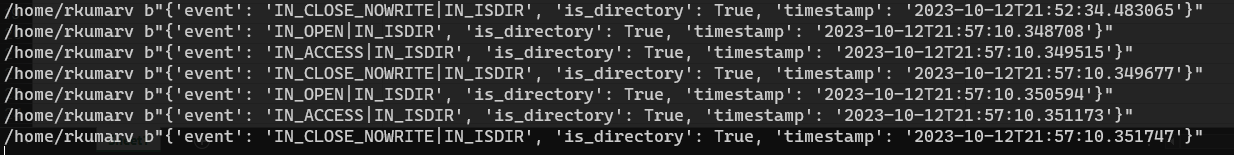 /home/rkumarv b"{'event': 'IN_CLOSE_NOWRITE|IN_ISDIR', 'is_directory': True, 'timestamp': '2023-10-12T21:52:34.483065'}"
/home/rkumarv b"{'event': 'IN_OPEN|IN_ISDIR', 'is_directory': True, 'timestamp': '2023-10-12T21:57:10.348708'}"
/home/rkumarv b"{'event': 'IN_ACCESS|IN_ISDIR', 'is_directory': True, 'timestamp': '2023-10-12T21:57:10.349515'}"
/home/rkumarv b"{'event': 'IN_CLOSE_NOWRITE|IN_ISDIR', 'is_directory': True, 'timestamp': '2023-10-12T21:57:10.349677'}"
/home/rkumarv b"{'event': 'IN_OPEN|IN_ISDIR', 'is_directory': True, 'timestamp': '2023-10-12T21:57:10.350594'}"
/home/rkumarv b"{'event': 'IN_ACCESS|IN_ISDIR', 'is_directory': True, 'timestamp': '2023-10-12T21:57:10.351173'}"
/home/rkumarv b"{'event': 'IN_CLOSE_NOWRITE|IN_ISDIR', 'is_directory': True, 'timestamp': '2023-10-12T21:57:10.351747'}"